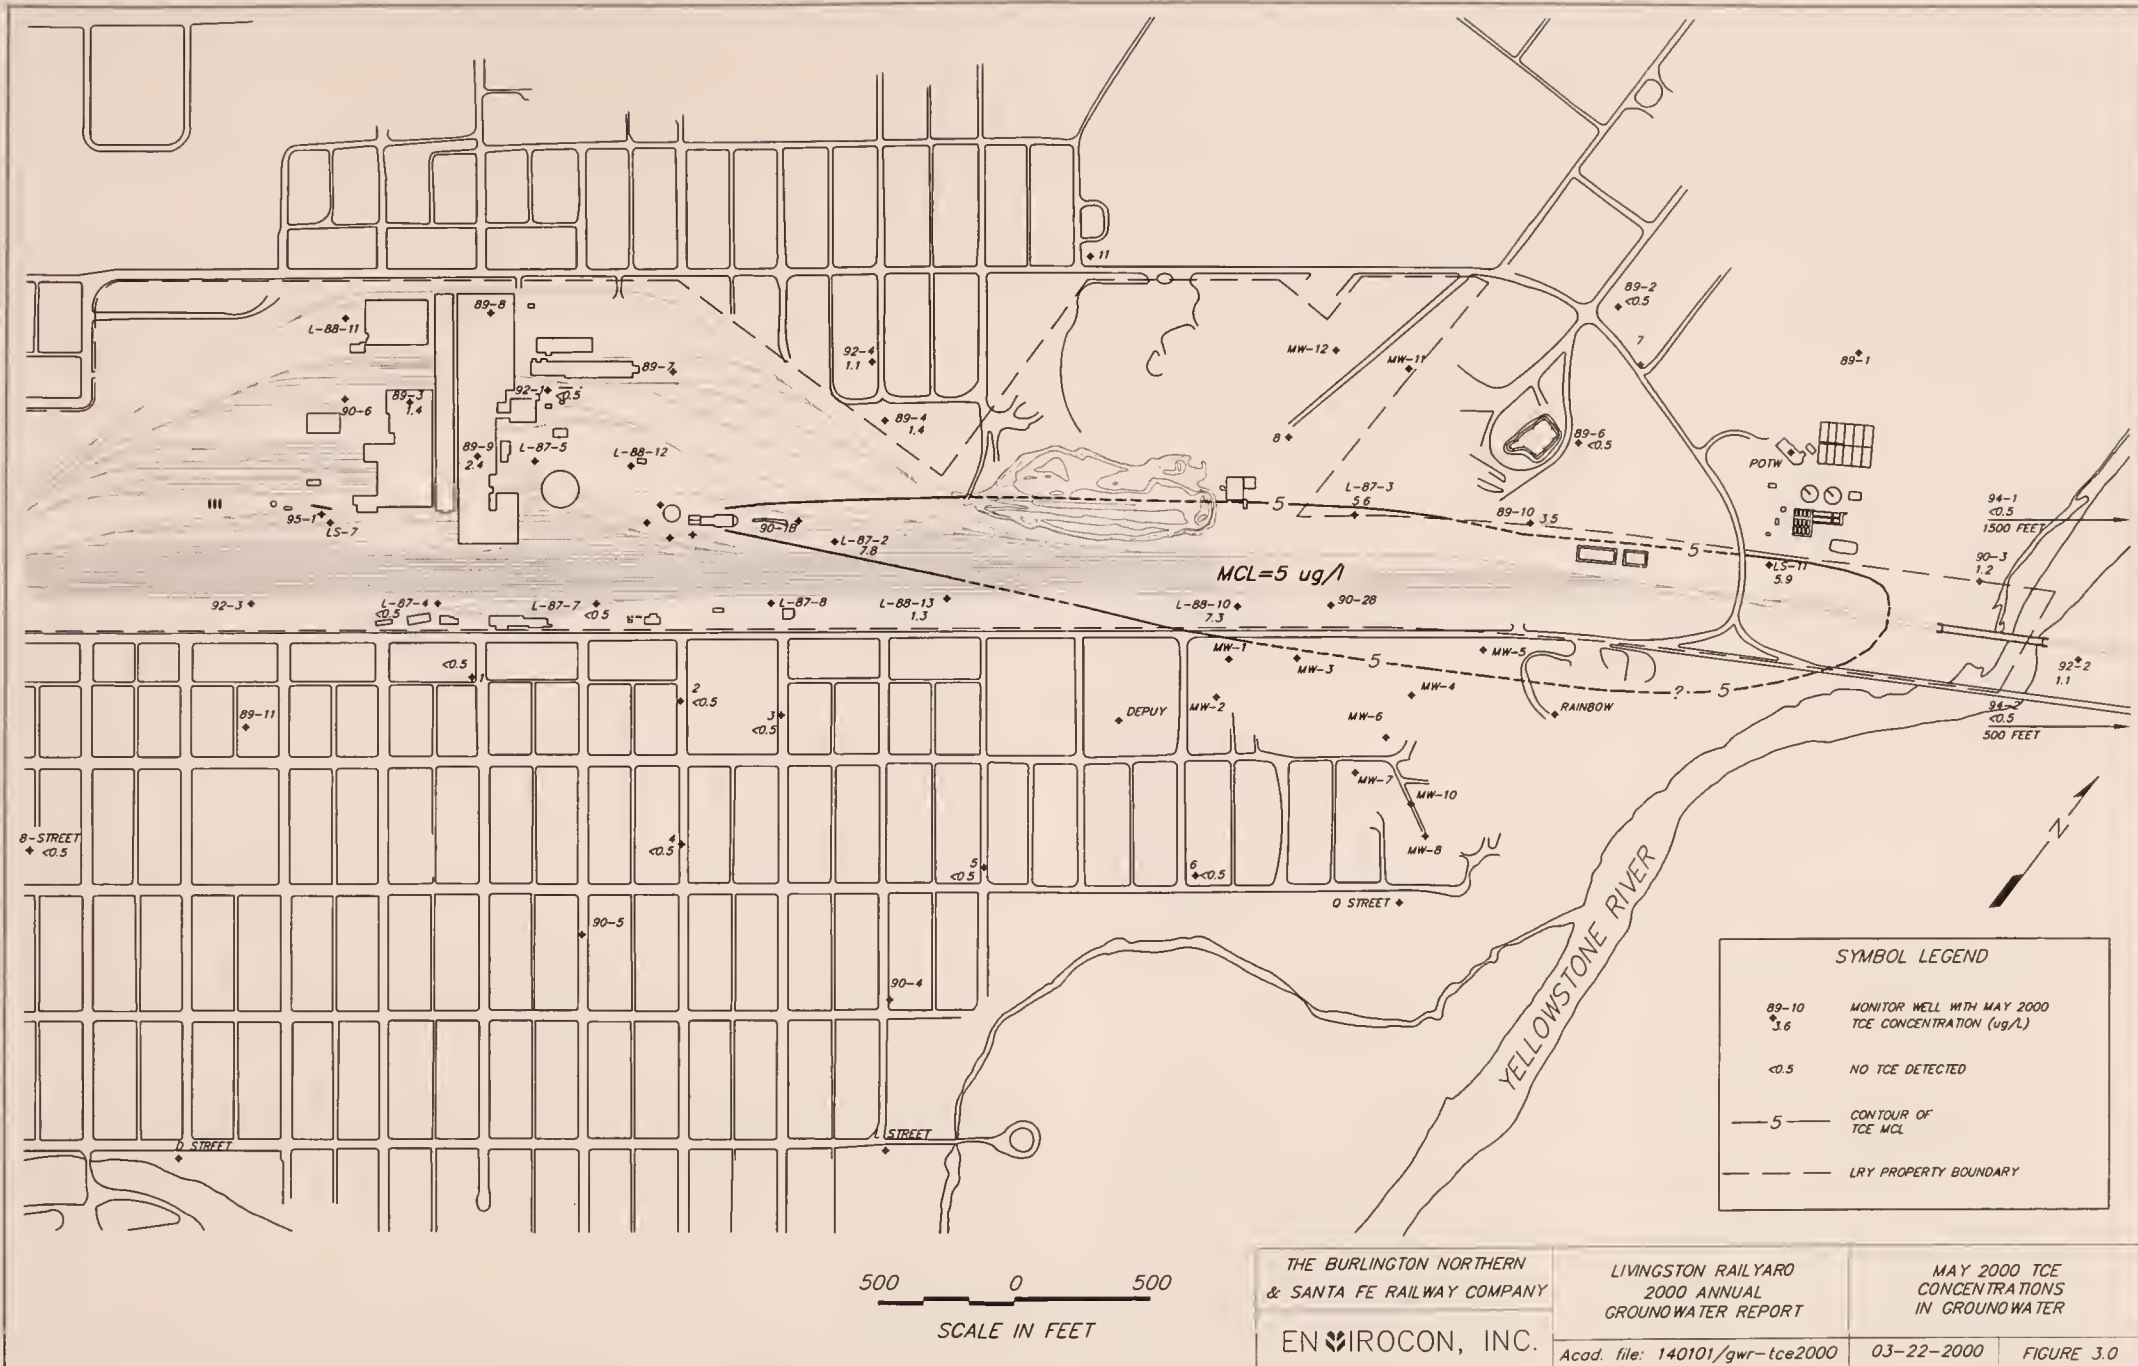 11
89-2
<0.5
7
89-1
89-8
L-88-11
89-7
92-4
1.1
MW-12
MW-11
92-1
<0.5
89-3
1.4
90-6
89-4
1.4
8
89-6
<0.5
89-9
2.4
L-87-5
L-88-12
POTW
L-87-3
5.6
5
94-1
<0.5
1500 FEET
95-1
LS-7
90-1B
89-10
3.5
L-87-2
7.8
5
90-3
1.2
MCL=5 ug/l
LS-11
5.9
92-3
L-87-4
<0.5
L-87-7
<0.5
L-87-8
L-88-13
1.3
L-88-10
7.3
90-28
<0.5
1
MW-1
MW-3
5
MW-5
92-2
1.1
2
<0.5
MW-2
MW-4
?
5
3
<0.5
89-11
DEPUY
MW-6
RAINBOW
94-2
<0.5
500 FEET
MW-7
MW-10
B-STREET
<0.5
4
<0.5
MW-8
5
<0.5
6
<0.5
Q STREET
N
90-5
90-4
YELLOWSTONE RIVER
D STREET
L STREET
SYMBOL LEGEND
89-10
3.6
MONITOR WELL WITH MAY 2000
TCE CONCENTRATION (ug/L)
<0.5 NO TCE DETECTED
5 CONTOUR OF
TCE MCL
LRY PROPERTY BOUNDARY
500 0 500
SCALE IN FEET
THE BURLINGTON NORTHERN
& SANTA FE RAILWAY COMPANY
ENVIROCON, INC.
LIVINGSTON RAILYARD
2000 ANNUAL
GROUNDWATER REPORT
MAY 2000 TCE
CONCENTRATIONS
IN GROUNDWATER
Acad. file: 140101/gwr-tce2000
03-22-2000
FIGURE 3.0